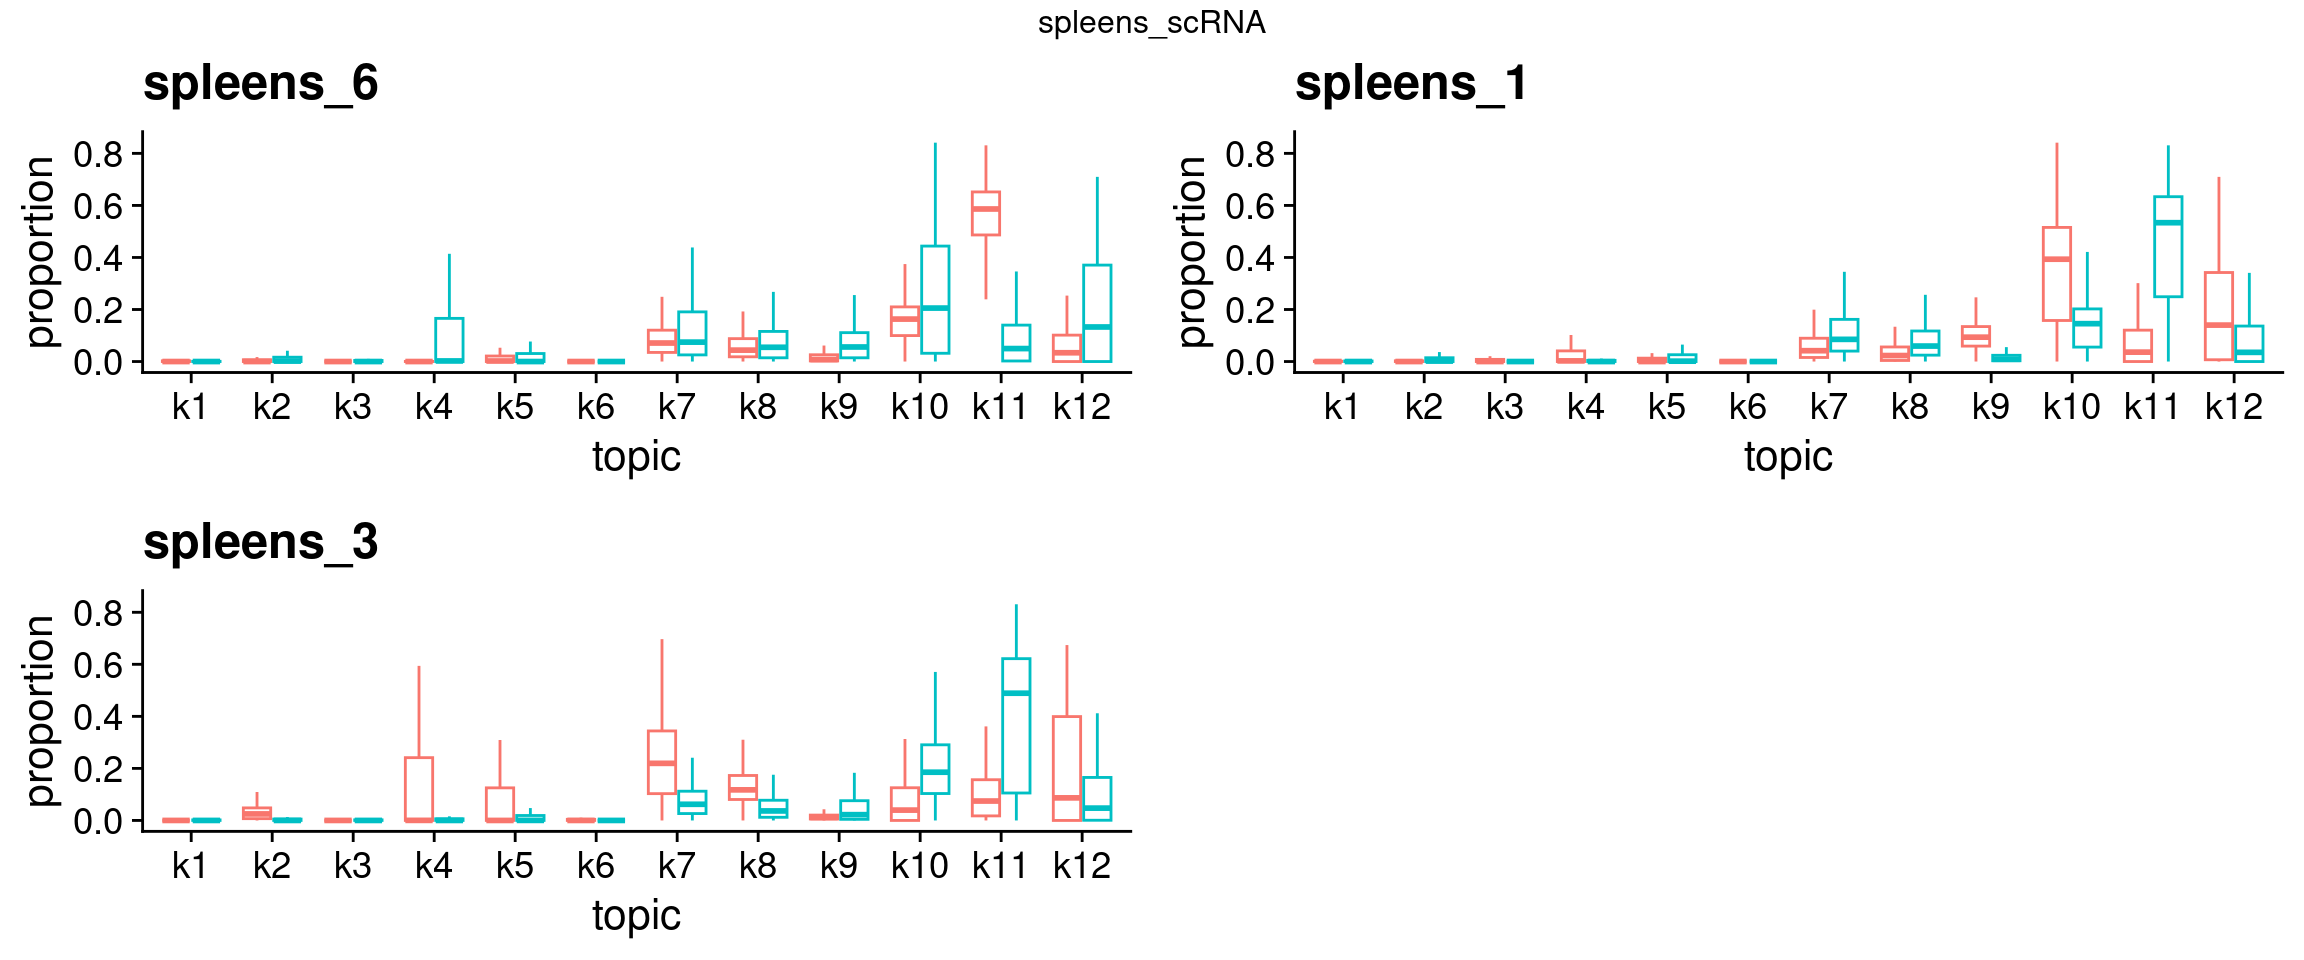 spleens_scRNA
spleens_6
proportion
0.8
0.6
0.4
0.2
0.0
k1 k2 k3 k4 k5 k6 k7 k8 k9 k10 k11 k12
topic
spleens_1
proportion
0.8
0.6
0.4
0.2
0.0
k1 k2 k3 k4 k5 k6 k7 k8 k9 k10 k11 k12
topic
spleens_3
proportion
0.8
0.6
0.4
0.2
0.0
k1 k2 k3 k4 k5 k6 k7 k8 k9 k10 k11 k12
topic